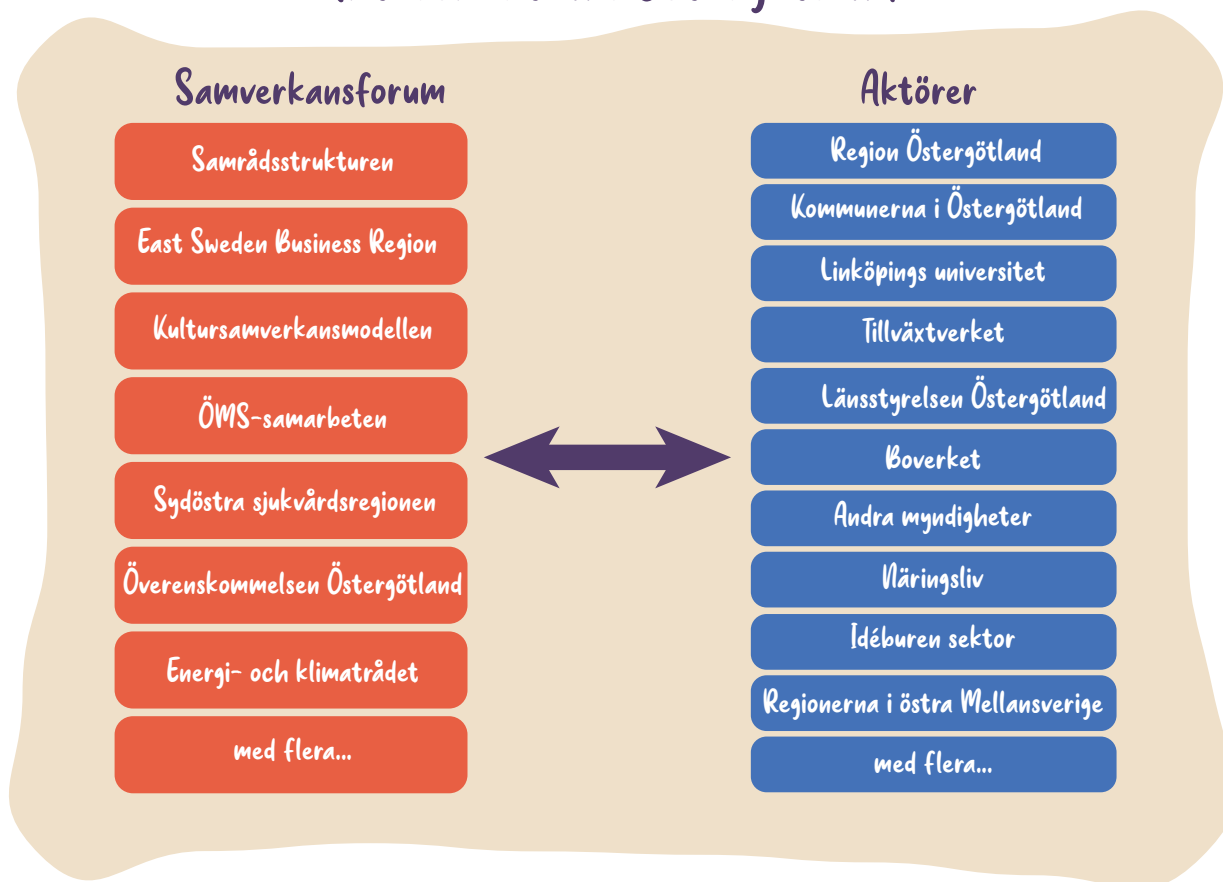 Samverkansforum
Samrådsstrukturen
East Sweden Business Region
Kultursamverkansmodellen
ÖMS-samarbeten
Sydöstra sjukvårdsregionen
Överenskommelsen Östergötland
Energi- och klimatrådet
med flera...
Aktörer
Region Östergötland
Kommunerna i Östergötland
Linköpings universitet
Tillväxtverket
Länsstyrelsen Östergötland
Boverket
Andra myndigheter
Näringsliv
Idéburen sektor
Regionerna i östra Mellansverige
med flera...